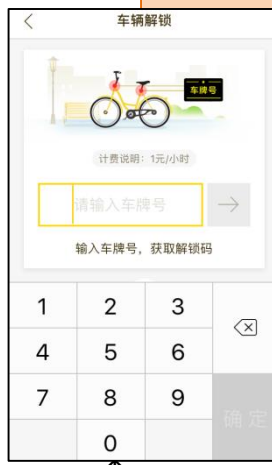 车辆解锁
车牌号
计费说明：1元/小时
请输入车牌号
输入车牌号，获取解锁码
1 2 3
4 5 6
7 8 9
确定
0